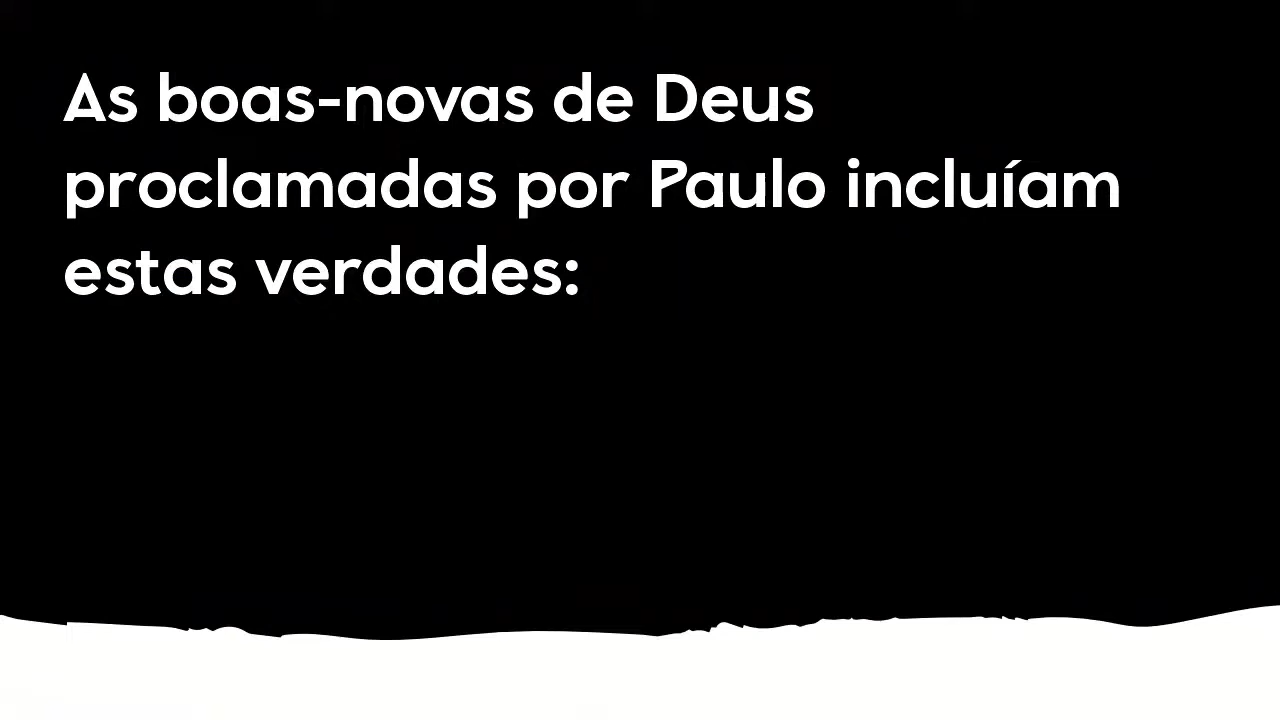 As boas-novas de Deus
proclamadas por Paulo incluíam
estas verdades: